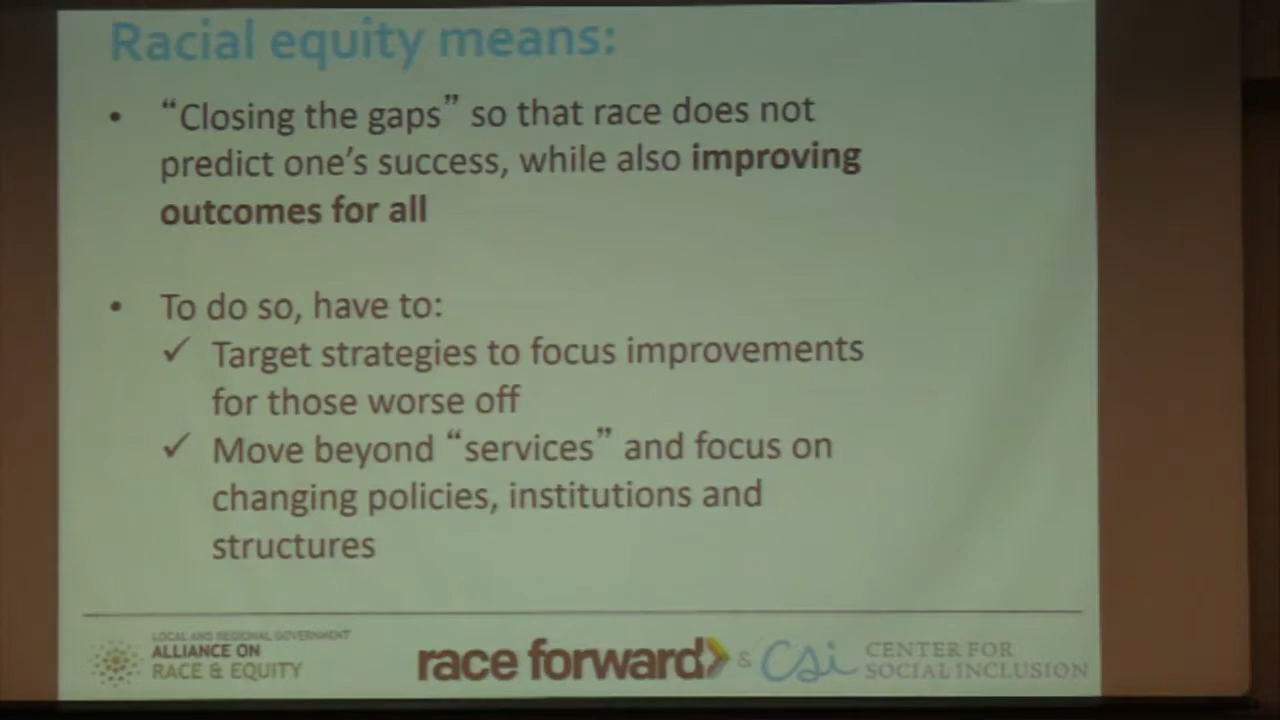 Racial equity means:
• “Closing the gaps” so that race does not
predict one’s success, while also improving
outcomes for all
• To do so, have to:
✓ Target strategies to focus improvements
for those worse off
✓ Move beyond “services” and focus on
changing policies, institutions and
structures
LOCAL AND REGIONAL GOVERNMENT
ALLIANCE ON
RACE & EQUITY
race forward & csi CENTER FOR
SOCIAL INCLUSION